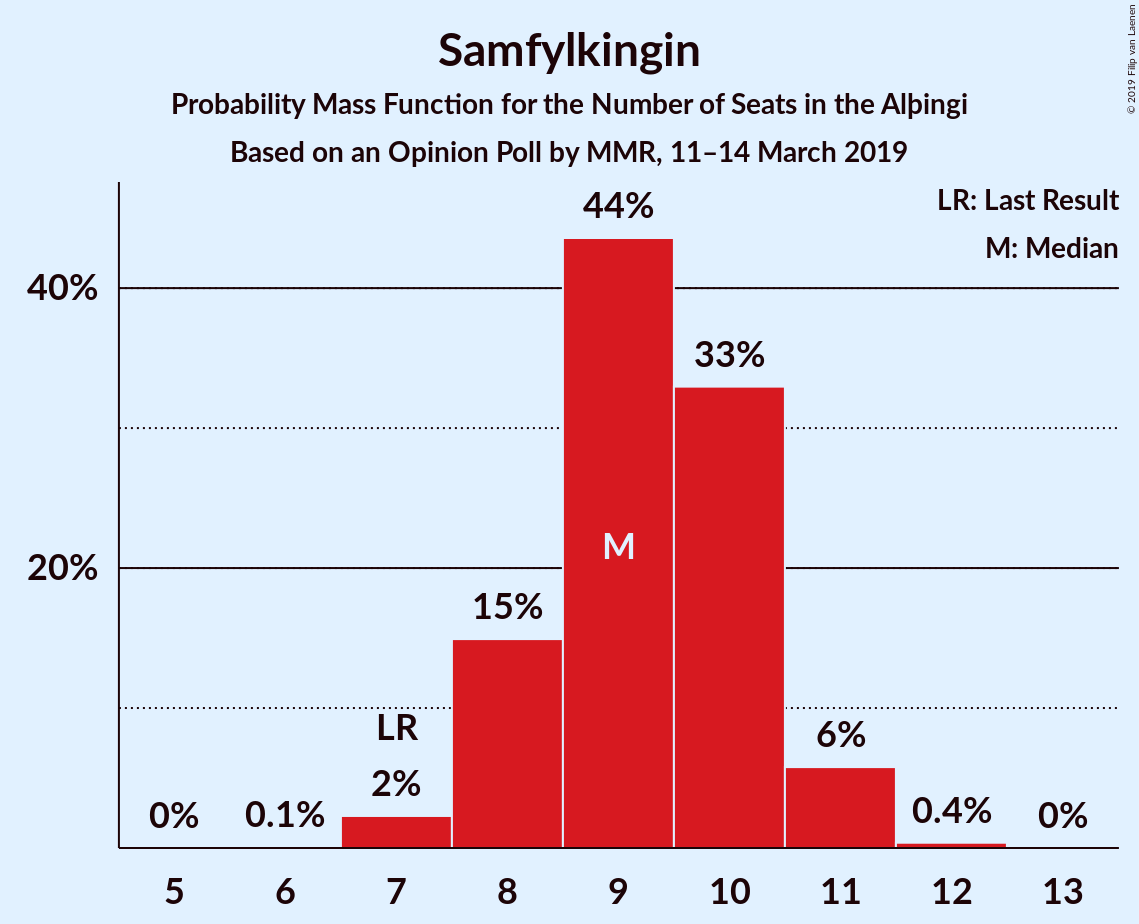 Samfylkingin
Probability Mass Function for the Number of Seats in the Alþingi
Based on an Opinion Poll by MMR, 11–14 March 2019
© 2019 Filip van Laenen
LR: Last Result
M: Median
44%
40%
33%
M
20%
15%
LR
6%
2%
0%
0.1%
0.4%
0%
5 6 7 8 9 10 11 12 13